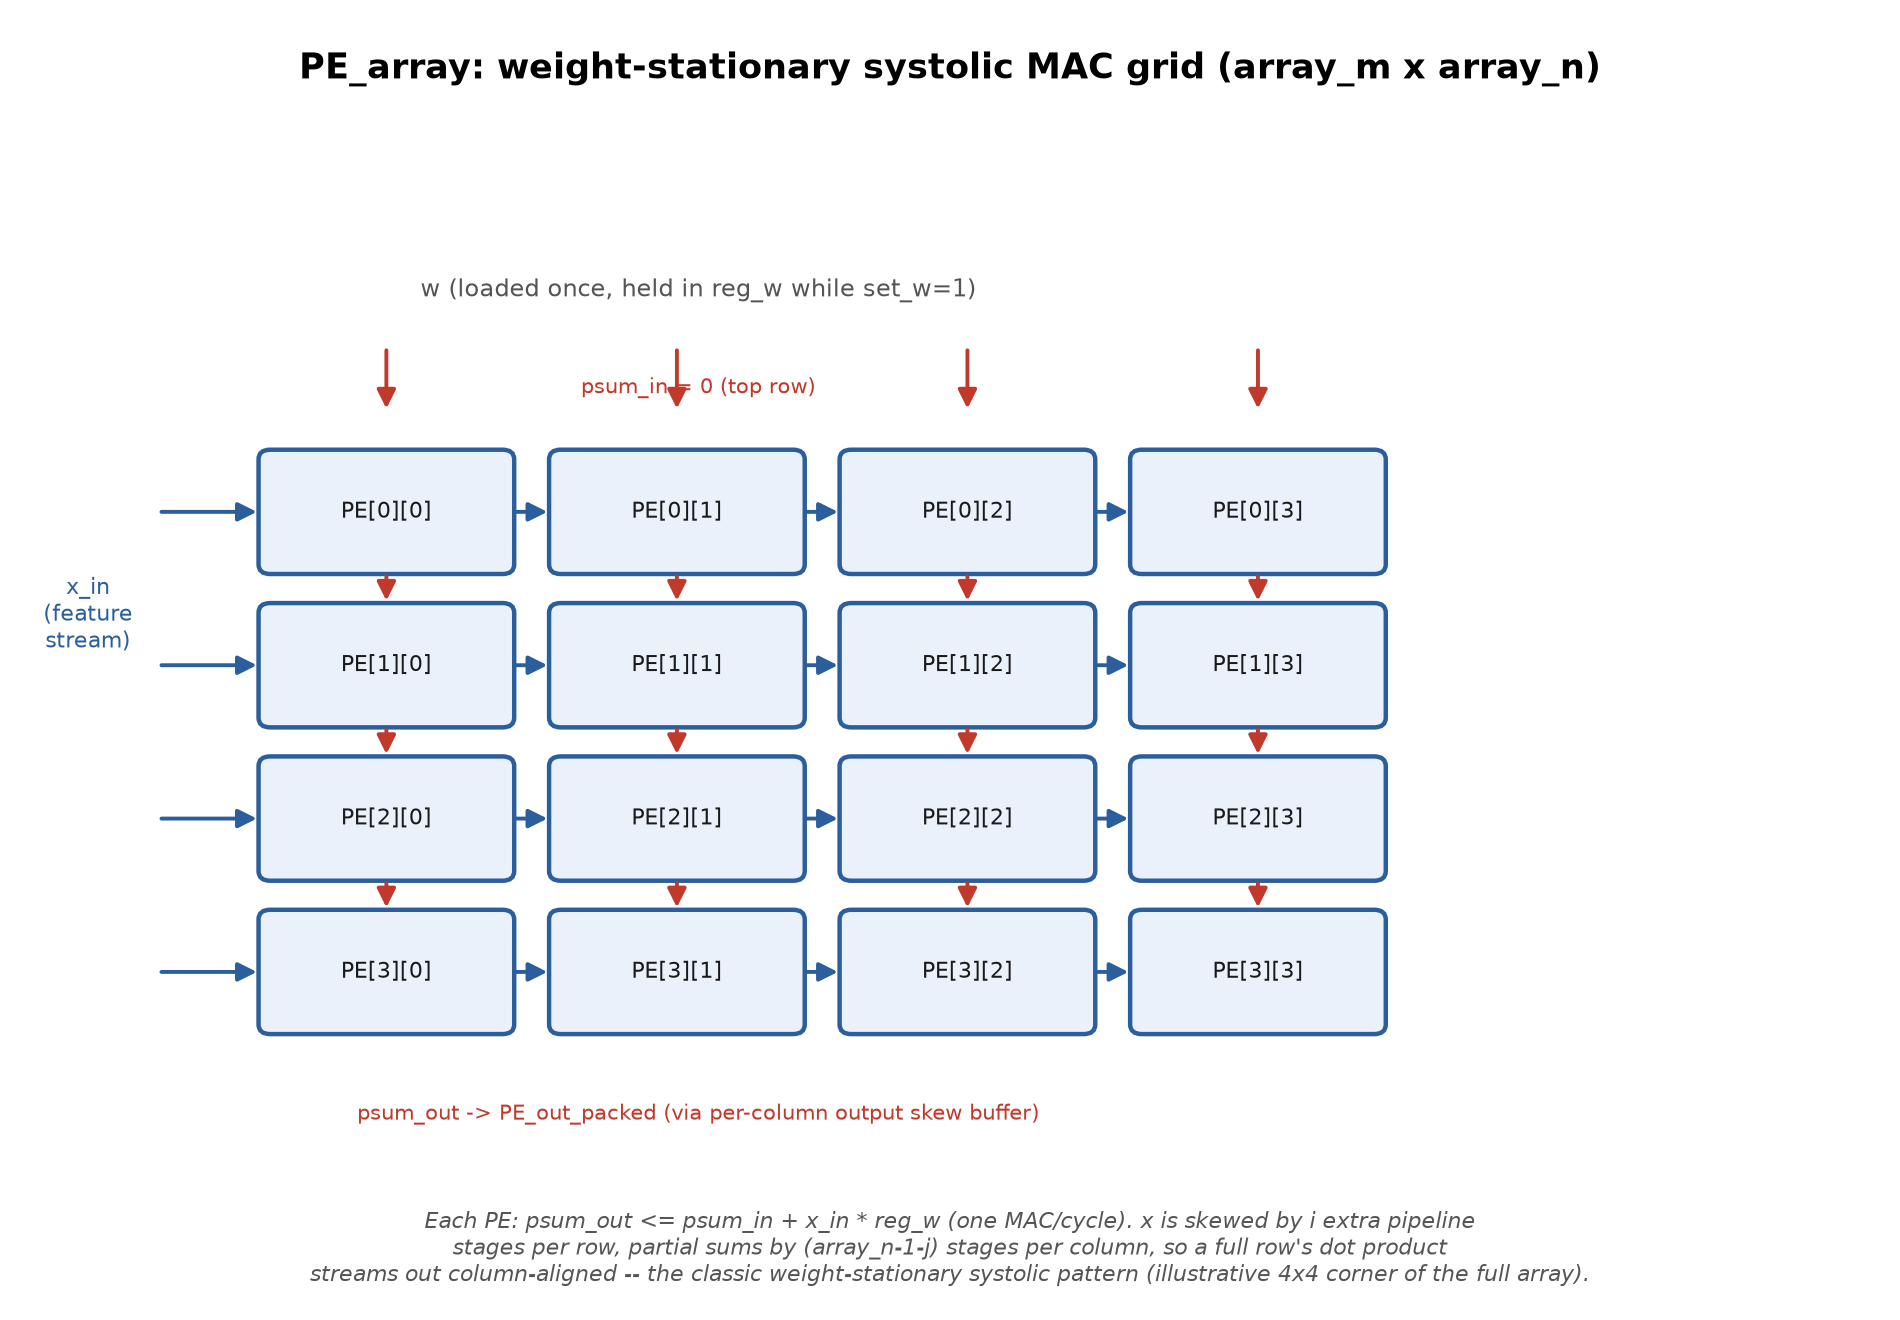 PE_array: weight-stationary systolic MAC grid (array_m x array_n)
w (loaded once, held in reg_w while set_w=1)
psum_in = 0 (top row)
PE[0][0]
PE[0][1]
PE[0][2]
PE[0][3]
x_in
(feature
stream)
PE[1][0]
PE[1][1]
PE[1][2]
PE[1][3]
PE[2][0]
PE[2][1]
PE[2][2]
PE[2][3]
PE[3][0]
PE[3][1]
PE[3][2]
PE[3][3]
psum_out -> PE_out_packed (via per-column output skew buffer)
Each PE: psum_out <= psum_in + x_in * reg_w (one MAC/cycle). x is skewed by i extra pipeline
stages per row, partial sums by (array_n-1-j) stages per column, so a full row's dot product
streams out column-aligned -- the classic weight-stationary systolic pattern (illustrative 4x4 corner of the full array).